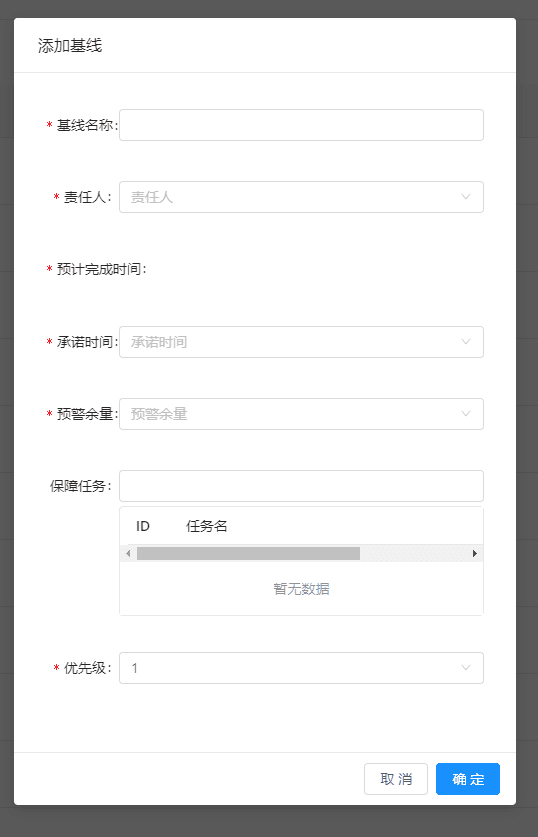 添加基线
* 基线名称:
* 责任人: 责任人
* 预计完成时间:
* 承诺时间: 承诺时间
* 预警余量: 预警余量
保障任务:
ID 任务名
暂无数据
* 优先级: 1
取 消 确 定